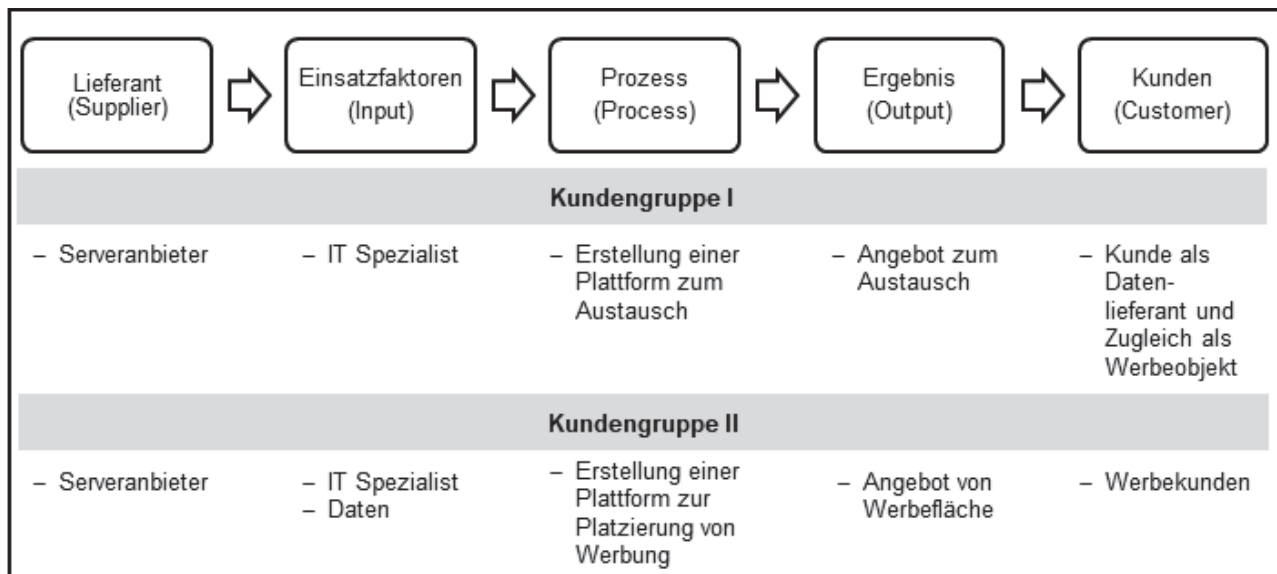 Lieferant
(Supplier)
Einsatzfaktoren
(Input)
Prozess
(Process)
Ergebnis
(Output)
Kunden
(Customer)
Kundengruppe I
– Serveranbieter
– IT Spezialist
– Erstellung einer
Plattform zum
Austausch
– Angebot zum
Austausch
– Kunde als
Daten-
lieferant und
Zugleich als
Werbeobjekt
Kundengruppe II
– Serveranbieter
– IT Spezialist
– Daten
– Erstellung einer
Plattform zur
Platzierung von
Werbung
– Angebot von
Werbefläche
– Werbekunden